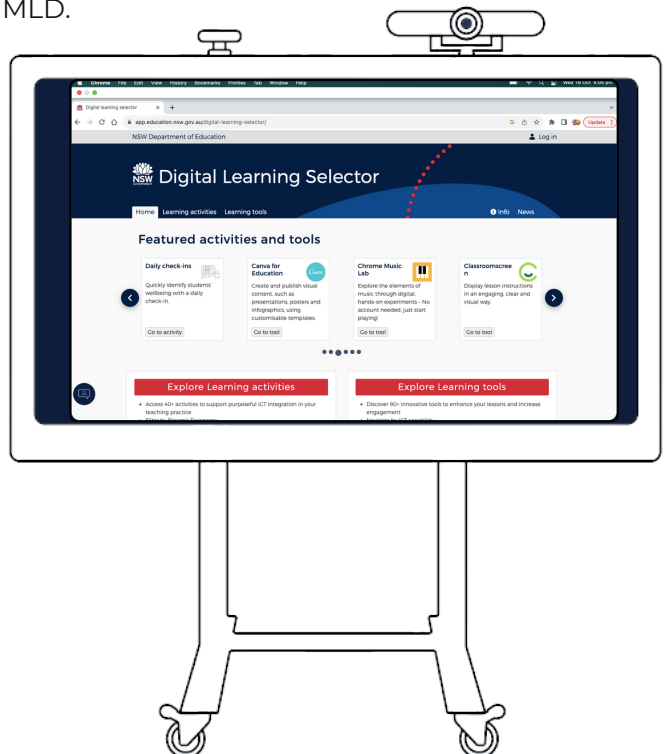 MLD.
Chrome File Edit View History Bookmarks Profiles Tab Window Help
Wed 18 Oct 4:05 pm
Digital learning selector × +
app.education.nsw.gov.au/digital-learning-selector/
Update
NSW Department of Education
Log in
NSW
Digital Learning Selector
Home Learning activities Learning tools
Info News
Featured activities and tools
Daily check-ins
Quickly identify students'
wellbeing with a daily
check-in.
Go to activity
Canva for
Education
Canva
Create and publish visual
content, such as
presentations, posters and
infographics, using
customisable templates.
Go to tool
Chrome Music
Lab
Explore the elements of
music through digital,
hands-on experiments – No
account needed, just start
playing!
Go to tool
Classroomscree
n
Display lesson instructions
in an engaging, clear and
visual way.
Go to tool
Explore Learning activities
Access 40+ activities to support purposeful ICT integration in your
teaching practice
Explore Learning tools
Discover 90+ innovative tools to enhance your lessons and increase
engagement